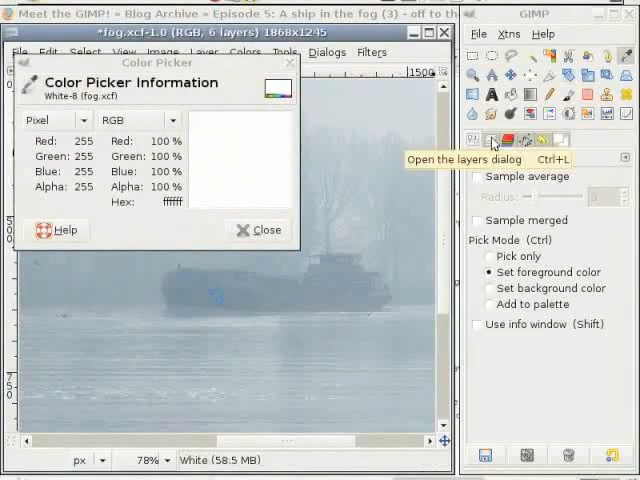 Meet the GIMP! » Blog Archive » Episode 5: A ship in the fog (3) - off to th
GIMP
*fog.xcf-1.0 (RGB, 6 layers) 1868x1245
File Edit Select View Image Layer Colors Tools Dialogs Filters
File Xtns Help
Color Picker
1500
Color Picker Information
White-8 (fog.xcf)
Pixel RGB
Red: 255 Red: 100 %
Green: 255 Green: 100 %
Blue: 255 Blue: 100 %
Alpha: 255 Alpha: 100 %
Hex: ffffff
Help Close
Open the layers dialog Ctrl+L
Sample average
Radius: 3
Sample merged
Pick Mode (Ctrl)
Pick only
Set foreground color
Set background color
Add to palette
Use info window (Shift)
500
750
px 78% White (58.5 MB)